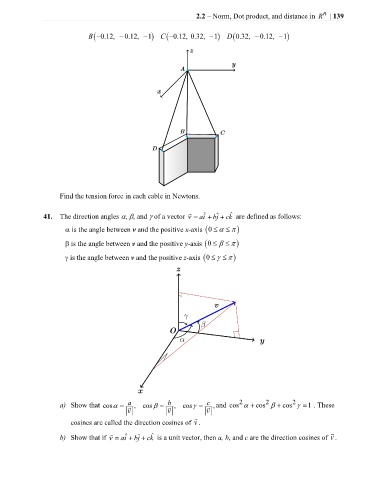 2.2 – Norm, Dot product, and distance in Rⁿ | 139
B(-0.12, -0.12, -1) C(-0.12, 0.32, -1) D(0.32, -0.12, -1)
z
A
y
x
B
C
D
Find the tension force in each cable in Newtons.
41. The direction angles α, β, and γ of a vector v⃗ = aî + bĵ + ck̂ are defined as follows:
α is the angle between v and the positive x-axis (0 ≤ α ≤ π)
β is the angle between v and the positive y-axis (0 ≤ β ≤ π)
γ is the angle between v and the positive z-axis (0 ≤ γ ≤ π)
z
v
γ
β
O
α
y
x
a) Show that cos α = a/|v⃗|, cos β = b/|v⃗|, cos γ = c/|v⃗|, and cos² α + cos² β + cos² γ = 1. These
cosines are called the direction cosines of v⃗.
b) Show that if v⃗ = aî + bĵ + ck̂ is a unit vector, then a, b, and c are the direction cosines of v⃗.